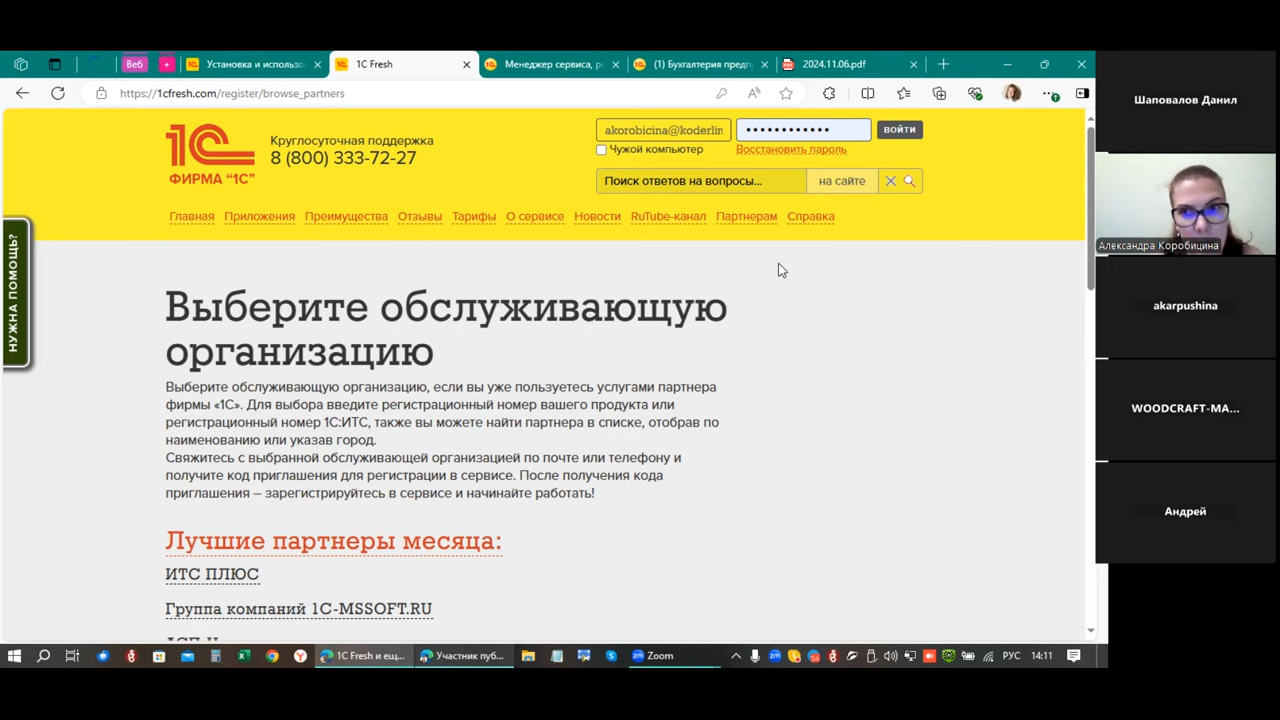 Веб
Установка и использо
1C Fresh
Менеджер сервиса, р
(1) Бухгалтерия предп
2024.11.06.pdf
https://1cfresh.com/register/browse_partners
1С
ФИРМА "1С"
Круглосуточная поддержка
8 (800) 333-72-27
akorobicina@koderlin
ВОЙТИ
Чужой компьютер
Восстановить пароль
Поиск ответов на вопросы...
на сайте
Главная
Приложения
Преимущества
Отзывы
Тарифы
О сервисе
Новости
RuTube-канал
Партнерам
Справка
НУЖНА ПОМОЩЬ?
Выберите обслуживающую
организацию
Выберите обслуживающую организацию, если вы уже пользуетесь услугами партнера
фирмы «1С». Для выбора введите регистрационный номер вашего продукта или
регистрационный номер 1С:ИТС, также вы можете найти партнера в списке, отобрав по
наименованию или указав город.
Свяжитесь с выбранной обслуживающей организацией по почте или телефону и
получите код приглашения для регистрации в сервисе. После получения кода
приглашения – зарегистрируйтесь в сервисе и начинайте работать!
Лучшие партнеры месяца:
ИТС ПЛЮС
Группа компаний 1С-MSSOFT.RU
Шаповалов Данил
Александра Коробицина
akarpushina
WOODCRAFT-MA...
Андрей
1C Fresh и ещ...
Участник пуб...
Zoom
РУС
14:11